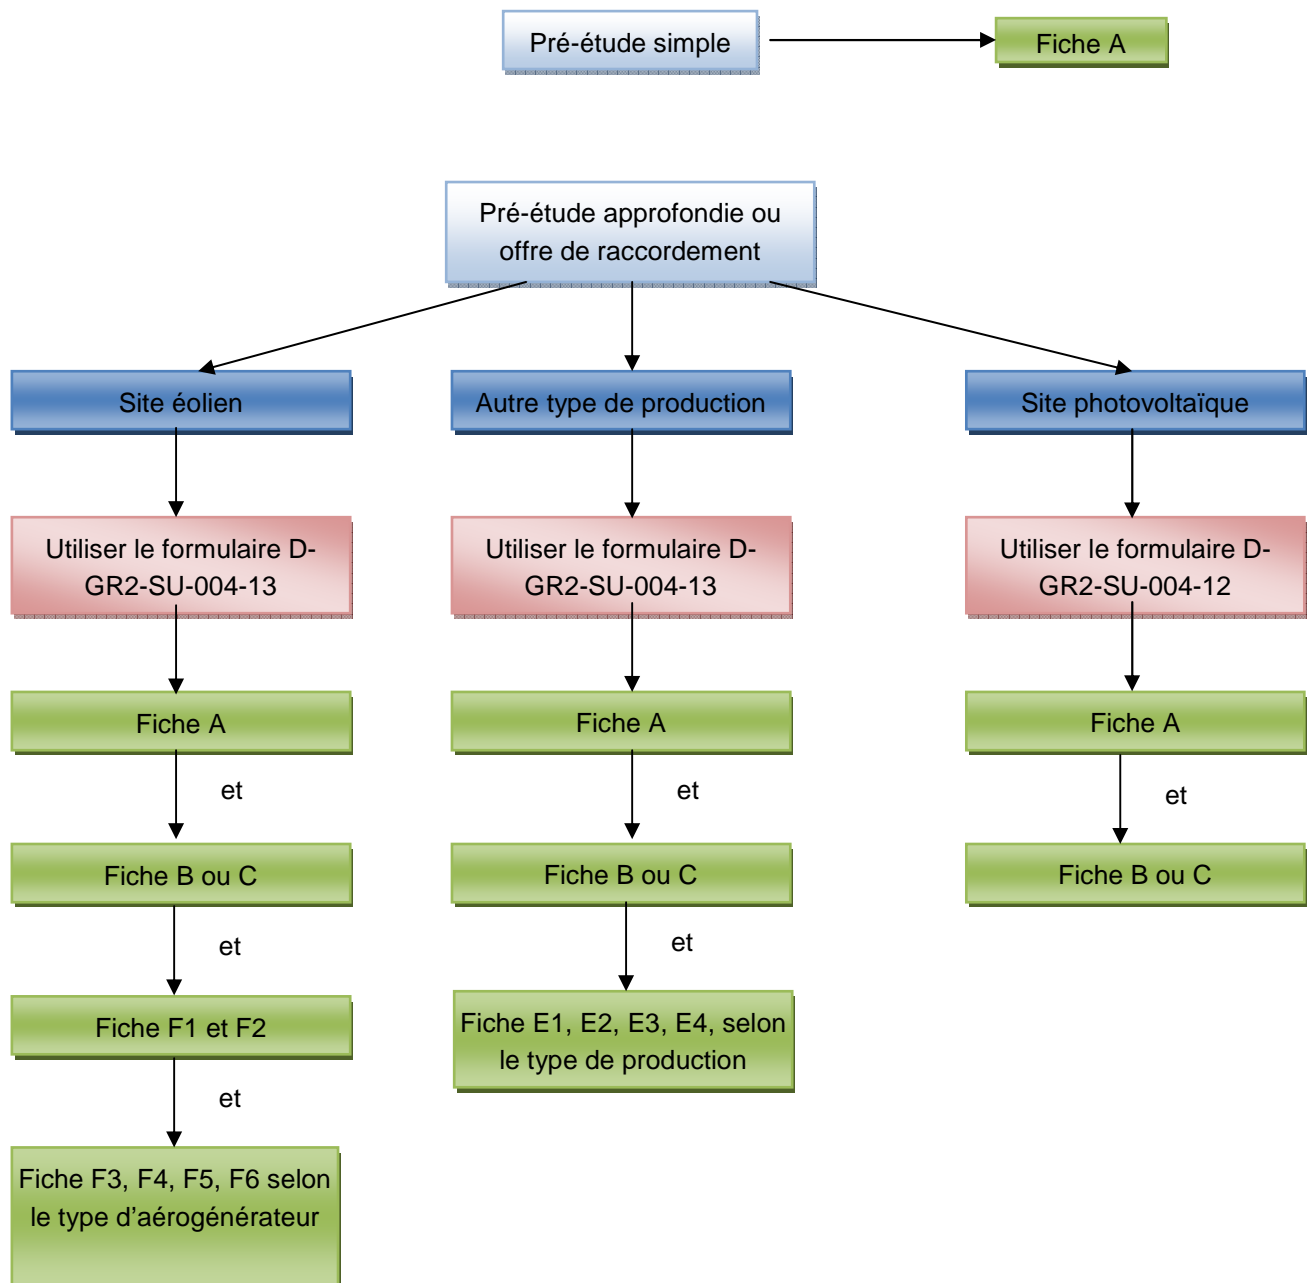 Pré-étude simple
Fiche A
Pré-étude approfondie ou
offre de raccordement
Site éolien
Autre type de production
Site photovoltaïque
Utiliser le formulaire D-
GR2-SU-004-13
Utiliser le formulaire D-
GR2-SU-004-13
Utiliser le formulaire D-
GR2-SU-004-12
Fiche A
Fiche A
Fiche A
et
et
et
Fiche B ou C
Fiche B ou C
Fiche B ou C
et
et
Fiche F1 et F2
Fiche E1, E2, E3, E4, selon
le type de production
et
Fiche F3, F4, F5, F6 selon
le type d’aérogénérateur